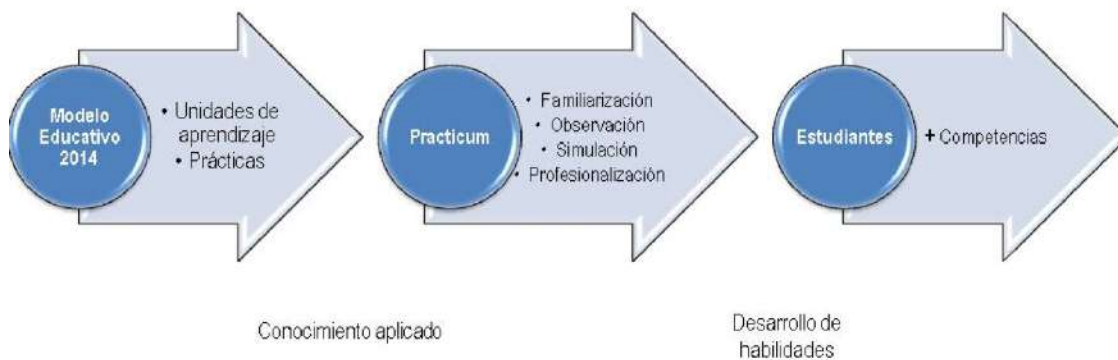 Modelo
Educativo
2014
• Unidades de
aprendizaje
• Prácticas
Practicum
• Familiarización
• Observación
• Simulación
• Profesionalización
Estudiantes
+ Competencias
Conocimiento aplicado
Desarrollo de
habilidades